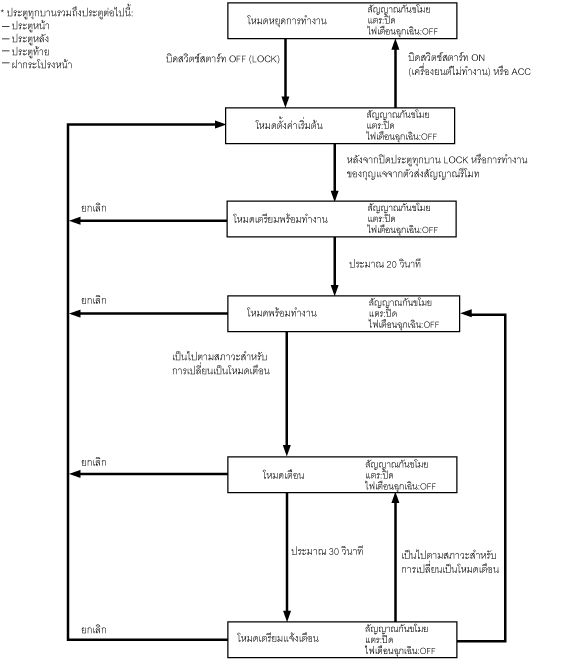 * ประตูทุกบานรวมถึงประตูต่อไปนี้:
– ประตูหน้า
– ประตูหลัง
– ประตูท้าย
– ฝากระโปรงหน้า
โหมดหยุดการทำงาน
สัญญาณกันขโมย
แตร:ปิด
ไฟเตือนฉุกเฉิน:OFF
บิดสวิตช์สตาร์ท OFF (LOCK)
บิดสวิตช์สตาร์ท ON
(เครื่องยนต์ไม่ทำงาน) หรือ ACC
โหมดตั้งค่าเริ่มต้น
สัญญาณกันขโมย
แตร:ปิด
ไฟเตือนฉุกเฉิน:OFF
หลังจากปิดประตูทุกบาน LOCK หรือการทำงาน
ของกุญแจจากตัวส่งสัญญาณรีโมท
ยกเลิก
โหมดเตรียมพร้อมทำงาน
สัญญาณกันขโมย
แตร:ปิด
ไฟเตือนฉุกเฉิน:OFF
ประมาณ 20 วินาที
ยกเลิก
โหมดพร้อมทำงาน
สัญญาณกันขโมย
แตร:ปิด
ไฟเตือนฉุกเฉิน:OFF
เป็นไปตามสภาวะสำหรับ
การเปลี่ยนเป็นโหมดเตือน
ยกเลิก
โหมดเตือน
สัญญาณกันขโมย
แตร:ปิด
ไฟเตือนฉุกเฉิน:OFF
ประมาณ 30 วินาที
เป็นไปตามสภาวะสำหรับ
การเปลี่ยนเป็นโหมดเตือน
ยกเลิก
โหมดเตรียมแจ้งเตือน
สัญญาณกันขโมย
แตร:ปิด
ไฟเตือนฉุกเฉิน:OFF